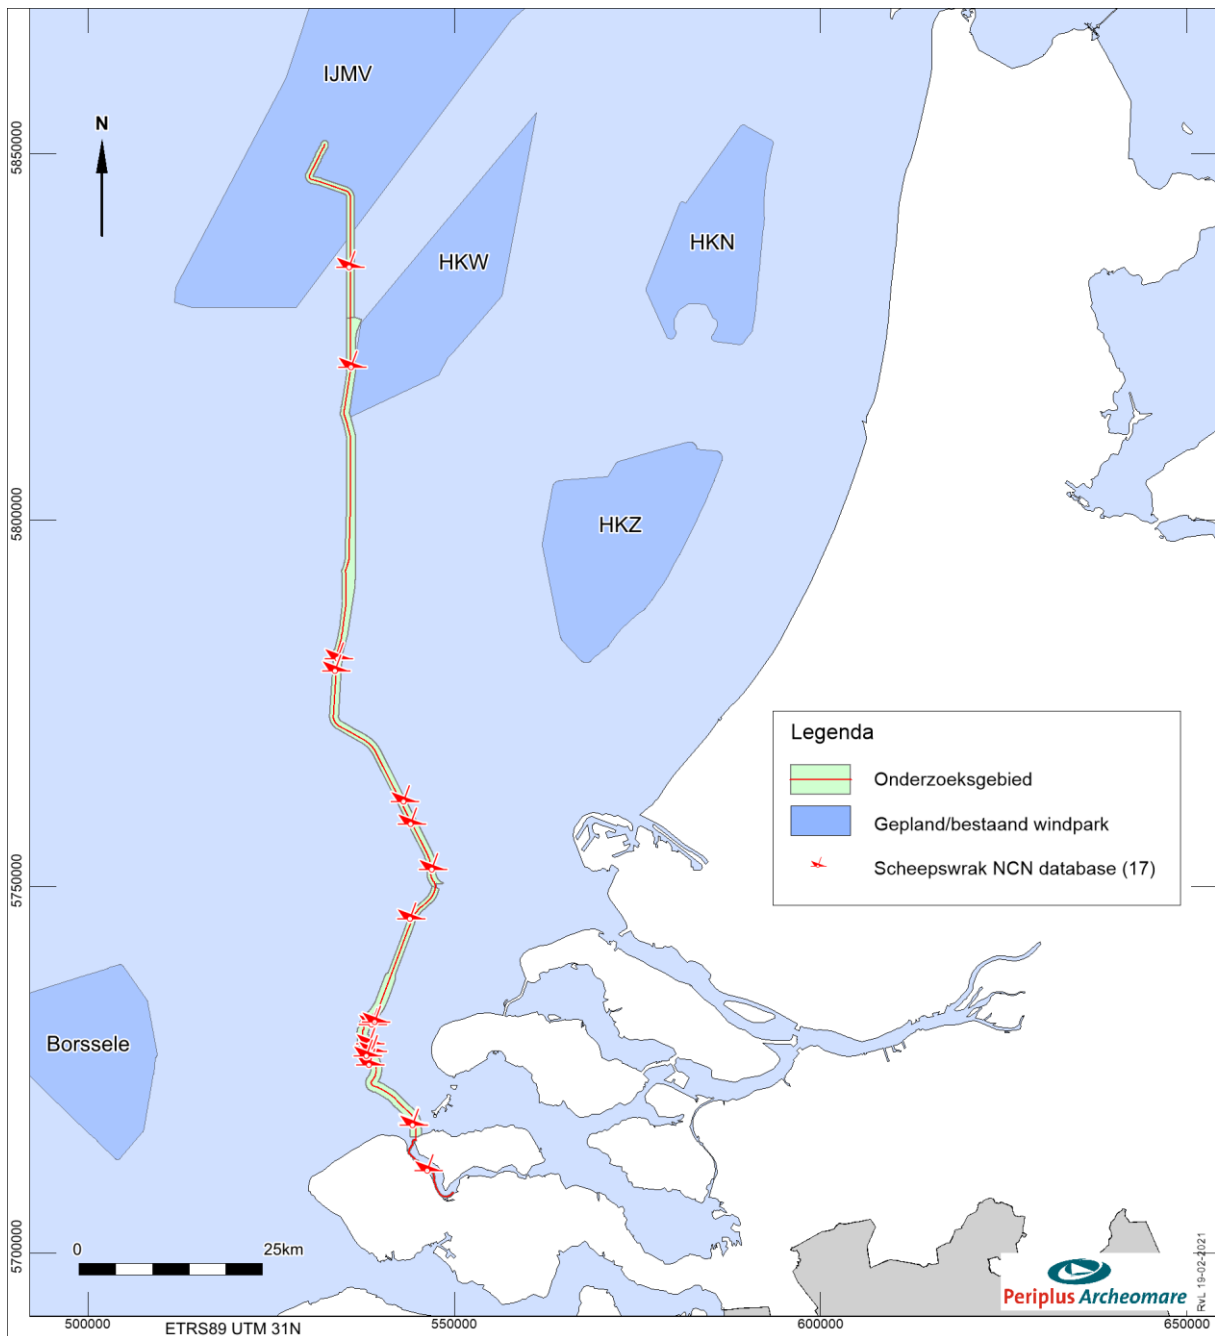 IJMV
N
5850000
HKW
HKN
5800000
HKZ
Legenda
Onderzoeksgebied
Gepland/bestaand windpark
Scheepswrak NCN database (17)
5750000
Borssele
5700000
0
25km
Periplus Archeomare
RvL 19-02-2021
500000
ETRS89 UTM 31N
550000
600000
650000